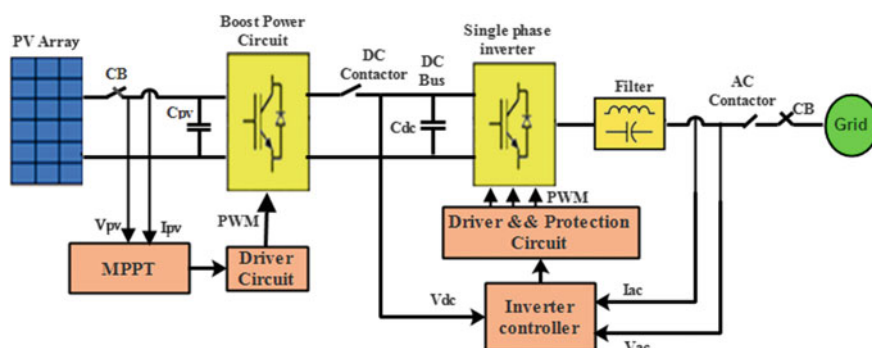 Boost Power
Circuit
PV Array
CB
Cpv
DC
Contactor
DC
Bus
Cdc
Single phase
inverter
Filter
AC
Contactor
CB
Grid
Vpv
Ipv
PWM
MPPT
Driver
Circuit
PWM
Driver && Protection
Circuit
Vdc
Inverter
controller
Iac
Vac